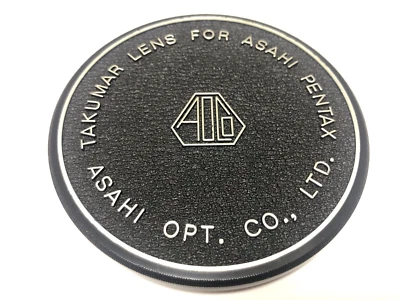 TAKUMAR LENS FOR ASAHI PENTAX
AOCO
ASAHI OPT. CO., LTD.